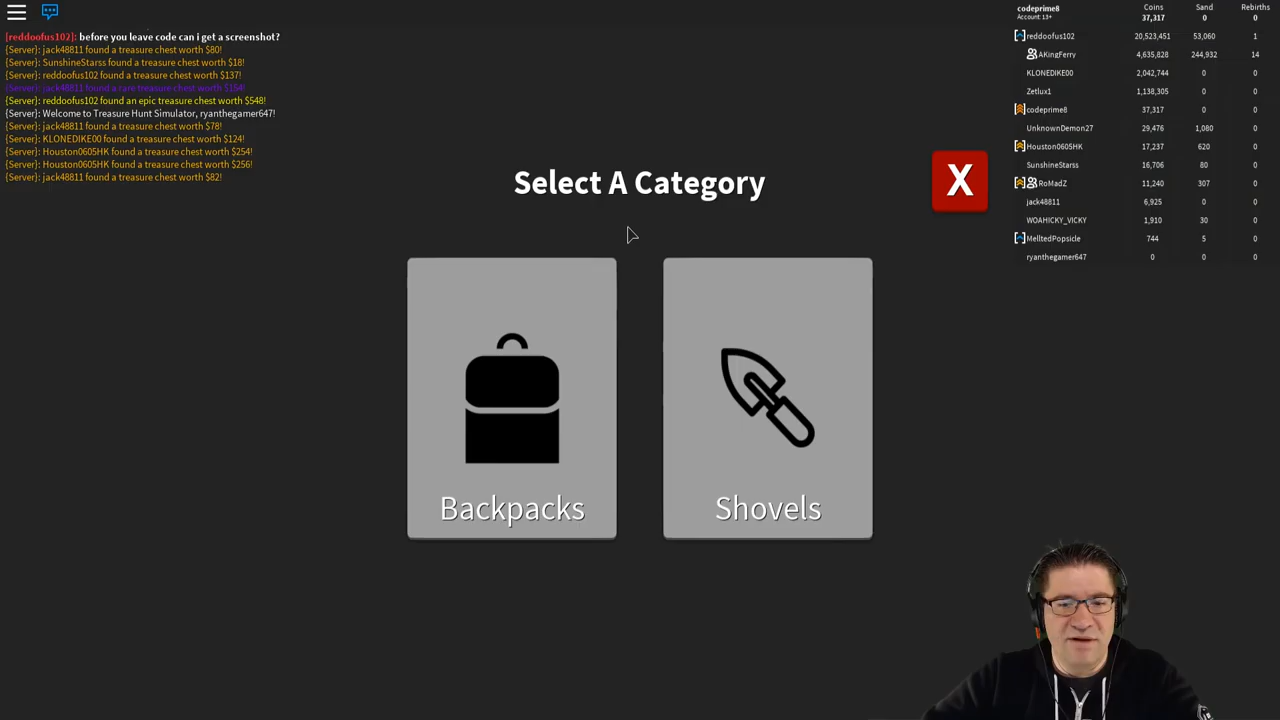 [reddoofus102]: before you leave code can i get a screenshot?
{Server}: jack48811 found a treasure chest worth $80!
{Server}: SunshineStarss found a treasure chest worth $18!
{Server}: reddoofus102 found a treasure chest worth $137!
{Server}: jack48811 found a rare treasure chest worth $154!
{Server}: reddoofus102 found an epic treasure chest worth $548!
{Server}: Welcome to Treasure Hunt Simulator, ryanthegamer647!
{Server}: jack48811 found a treasure chest worth $78!
{Server}: KLONEDIKE00 found a treasure chest worth $124!
{Server}: Houston0605HK found a treasure chest worth $254!
{Server}: Houston0605HK found a treasure chest worth $256!
{Server}: jack48811 found a treasure chest worth $82!
Select A Category
X
Backpacks
Shovels
codeprime8 Coins Sand Rebirths
Account: 13+ 37,317 0 0
reddoofus102 20,523,451 53,060 1
AKingFerry 4,635,828 244,932 14
KLONEDIKE00 2,042,744 0 0
Zetlux1 1,138,305 0 0
codeprime8 37,317 0 0
UnknownDemon27 29,476 1,080 0
Houston0605HK 17,237 620 0
SunshineStarss 16,706 80 0
RoMadZ 11,240 307 0
jack48811 6,925 0 0
WOAHICKY_VICKY 1,910 30 0
MelltedPopsicle 744 5 0
ryanthegamer647 0 0 0